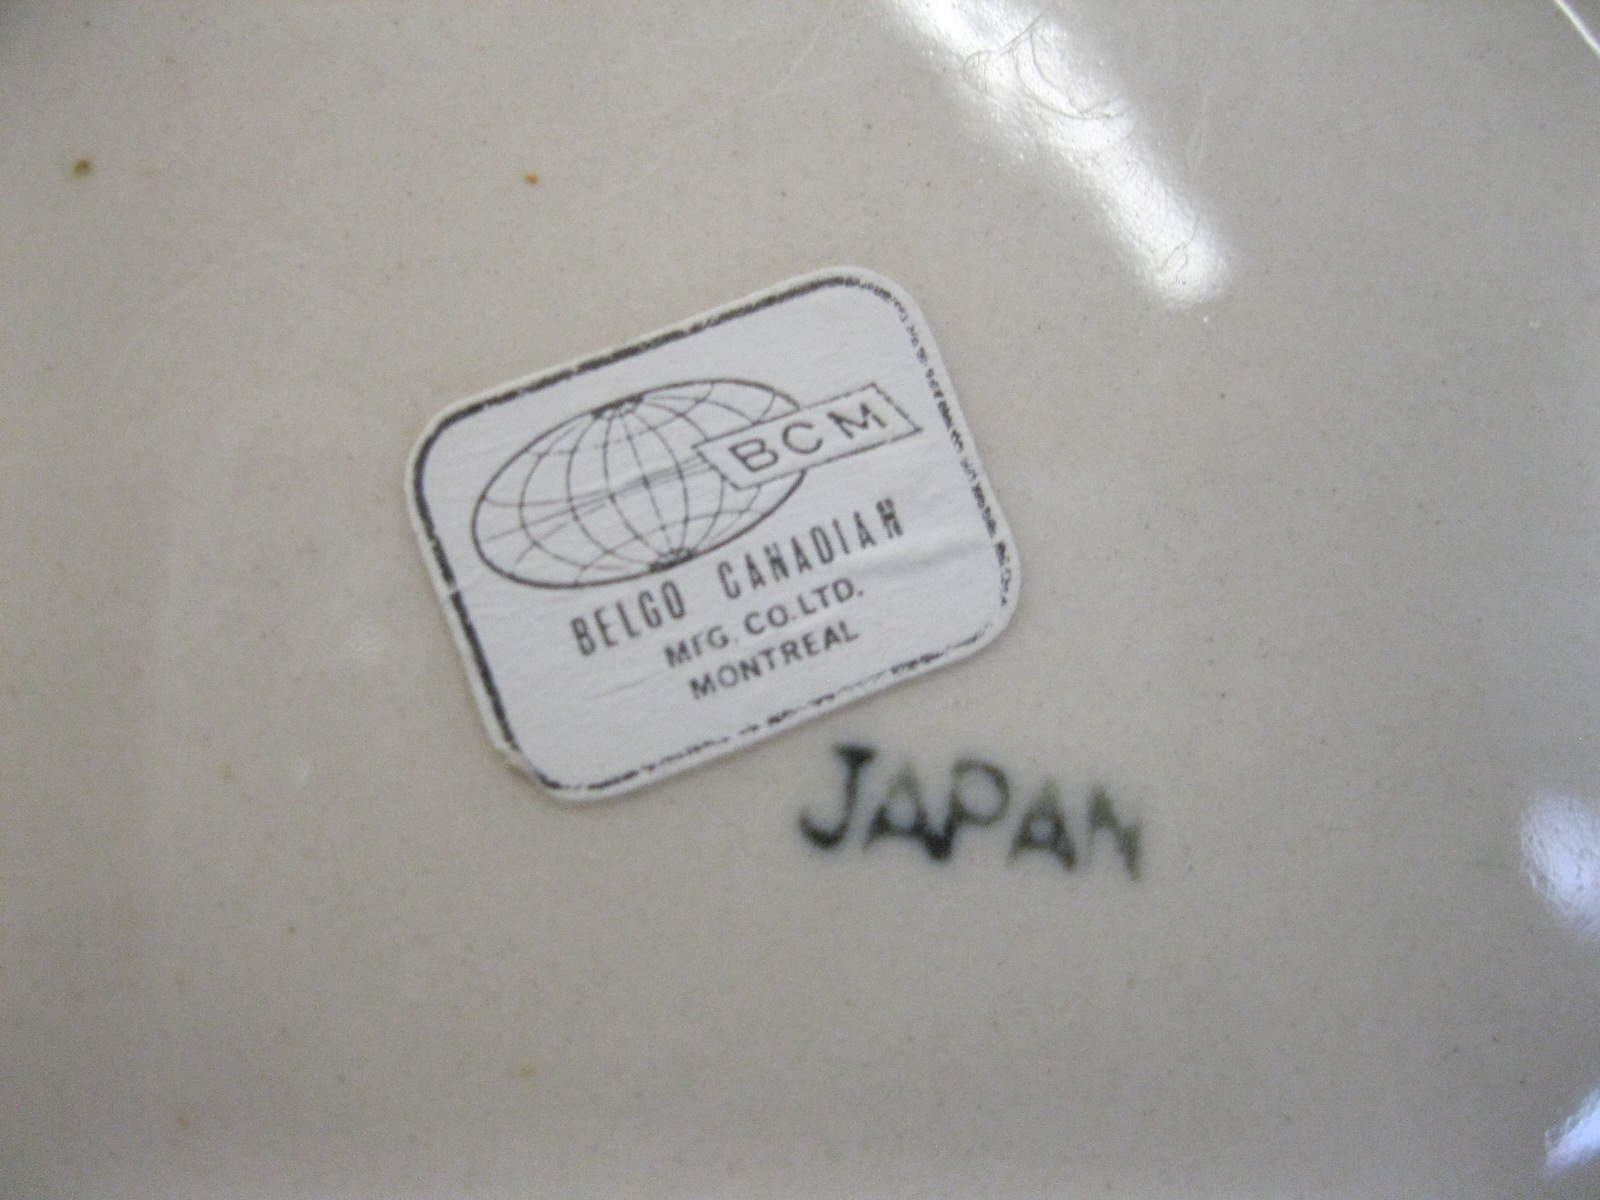 BCM
BELGO CANADIAN
MFG. CO. LTD.
MONTREAL
JAPAN